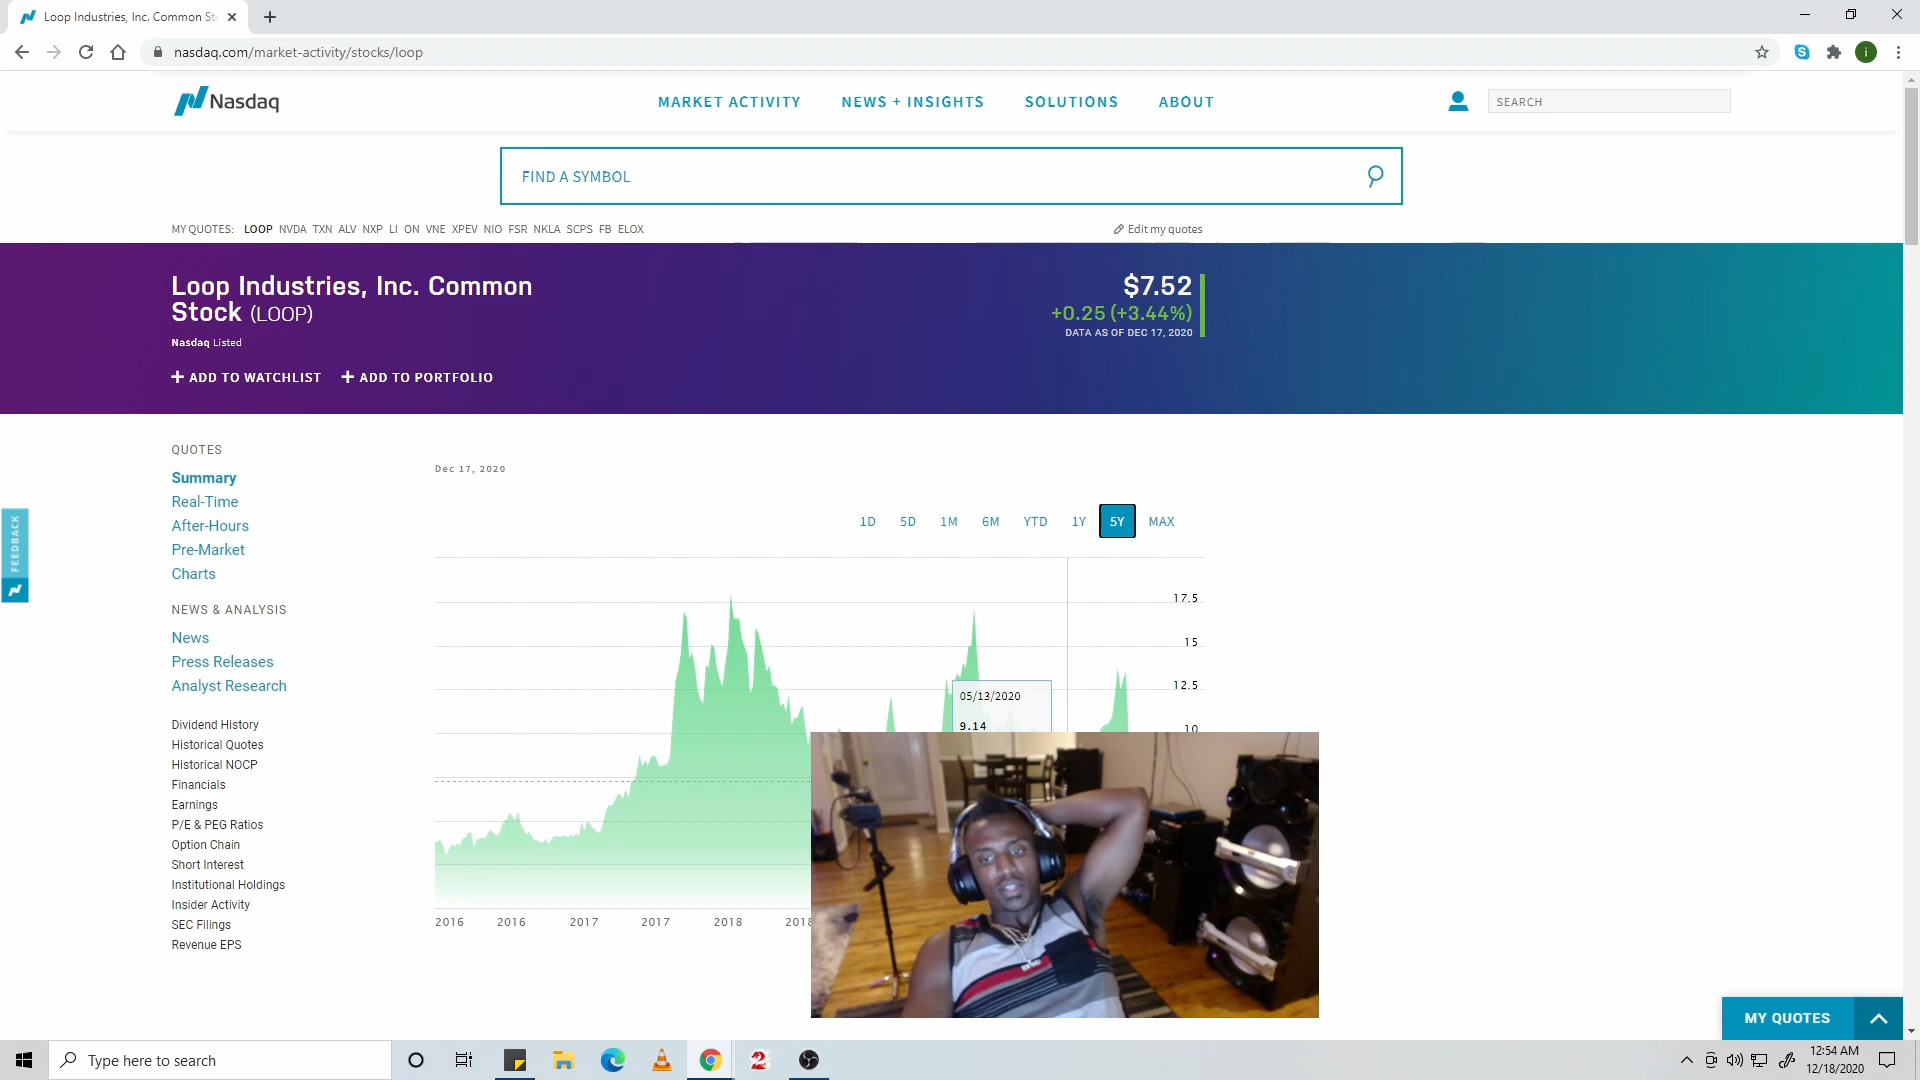 Loop Industries, Inc. Common St
nasdaq.com/market-activity/stocks/loop
Nasdaq
MARKET ACTIVITY NEWS + INSIGHTS SOLUTIONS ABOUT
SEARCH
FIND A SYMBOL
MY QUOTES: LOOP NVDA TXN ALV NXP LI ON VNE XPEV NIO FSR NKLA SCPS FB ELOX
Edit my quotes
Loop Industries, Inc. Common
Stock (LOOP)
Nasdaq Listed
+ ADD TO WATCHLIST + ADD TO PORTFOLIO
$7.52
+0.25 (+3.44%)
DATA AS OF DEC 17, 2020
FEEDBACK
QUOTES
Summary
Real-Time
After-Hours
Pre-Market
Charts
NEWS & ANALYSIS
News
Press Releases
Analyst Research
Dividend History
Historical Quotes
Historical NOCP
Financials
Earnings
P/E & PEG Ratios
Option Chain
Short Interest
Institutional Holdings
Insider Activity
SEC Filings
Revenue EPS
Dec 17, 2020
1D 5D 1M 6M YTD 1Y 5Y MAX
17.5
15
12.5
10
05/13/2020
9.14
2016 2016 2017 2017 2018 2018
MY QUOTES
Type here to search
12:54 AM
12/18/2020